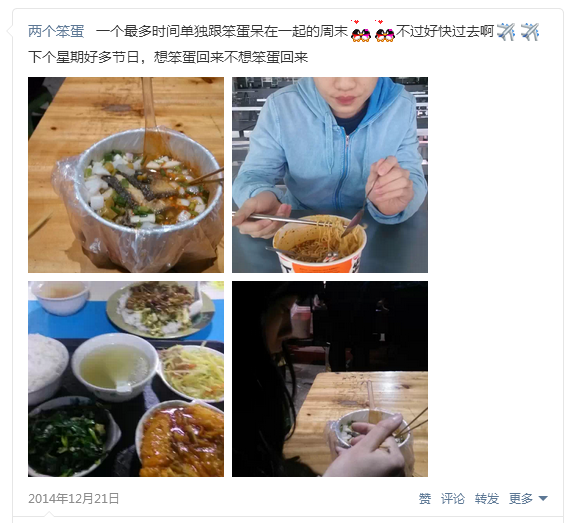 两个笨蛋 一个最多时间单独跟笨蛋呆在一起的周末 不过好快过去啊
下个星期好多节日，想笨蛋回来不想笨蛋回来
2014年12月21日 赞 评论 转发 更多